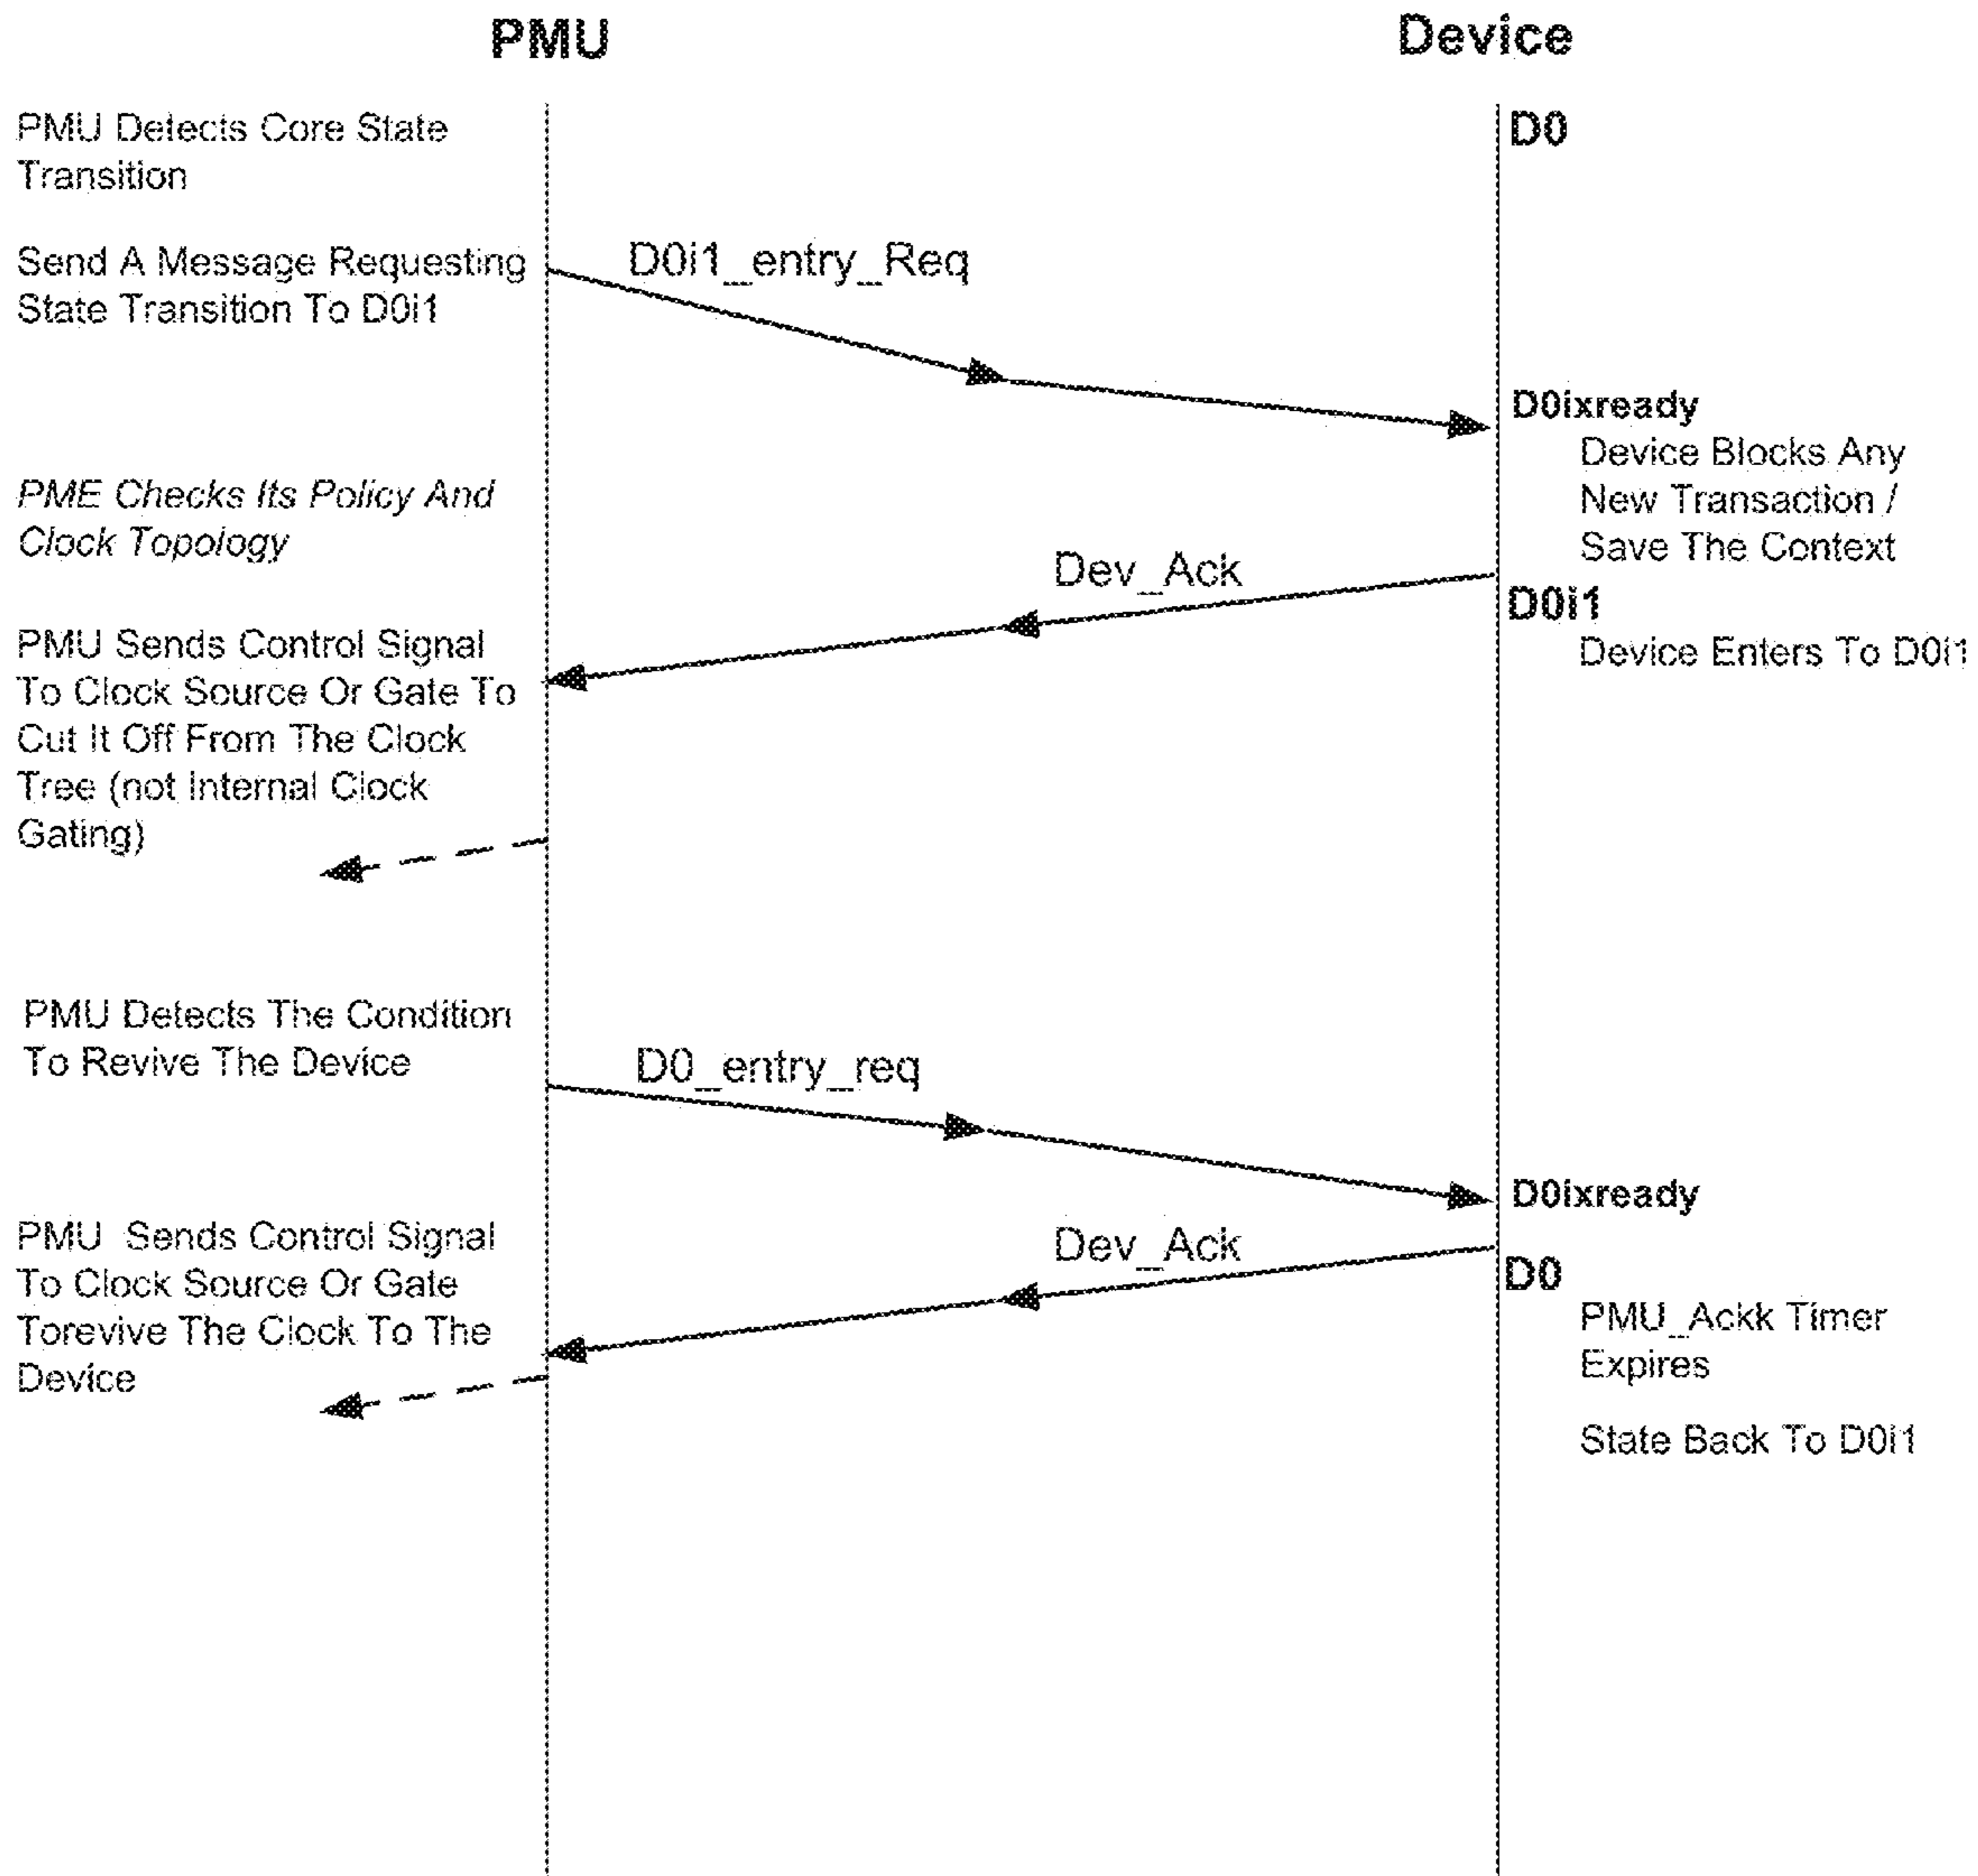 PMU
Device
PMU Detects Core State
Transition
D0
Send A Message Requesting
State Transition To D0i1
D0i1_entry_Req
D0ixready
Device Blocks Any
New Transaction /
Save The Context
PME Checks Its Policy And
Clock Topology
Dev_Ack
D0i1
Device Enters To D0i1
PMU Sends Control Signal
To Clock Source Or Gate To
Cut It Off From The Clock
Tree (not Internal Clock
Gating)
PMU Detects The Condition
To Revive The Device
D0_entry_req
D0ixready
PMU Sends Control Signal
To Clock Source Or Gate
Torevive The Clock To The
Device
Dev_Ack
D0
PMU_Ackk Timer
Expires
State Back To D0i1